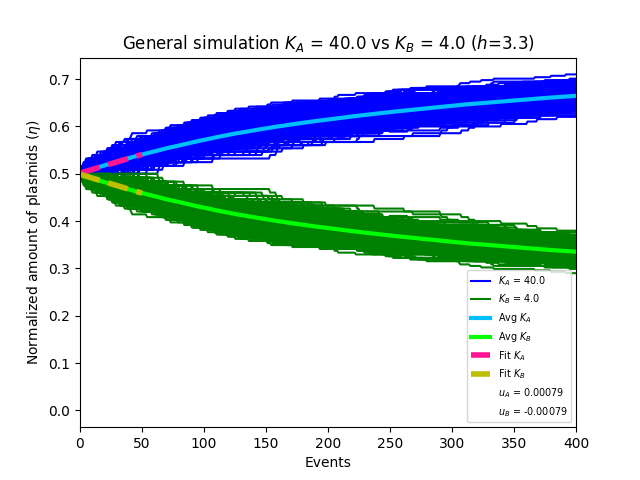 General simulation K_A = 40.0 vs K_B = 4.0 (h=3.3)
Normalized amount of plasmids (η)
0.7
0.6
0.5
0.4
0.3
0.2
0.1
0.0
K_A = 40.0
K_B = 4.0
Avg K_A
Avg K_B
Fit K_A
Fit K_B
u_A = 0.00079
u_B = -0.00079
0 50 100 150 200 250 300 350 400
Events